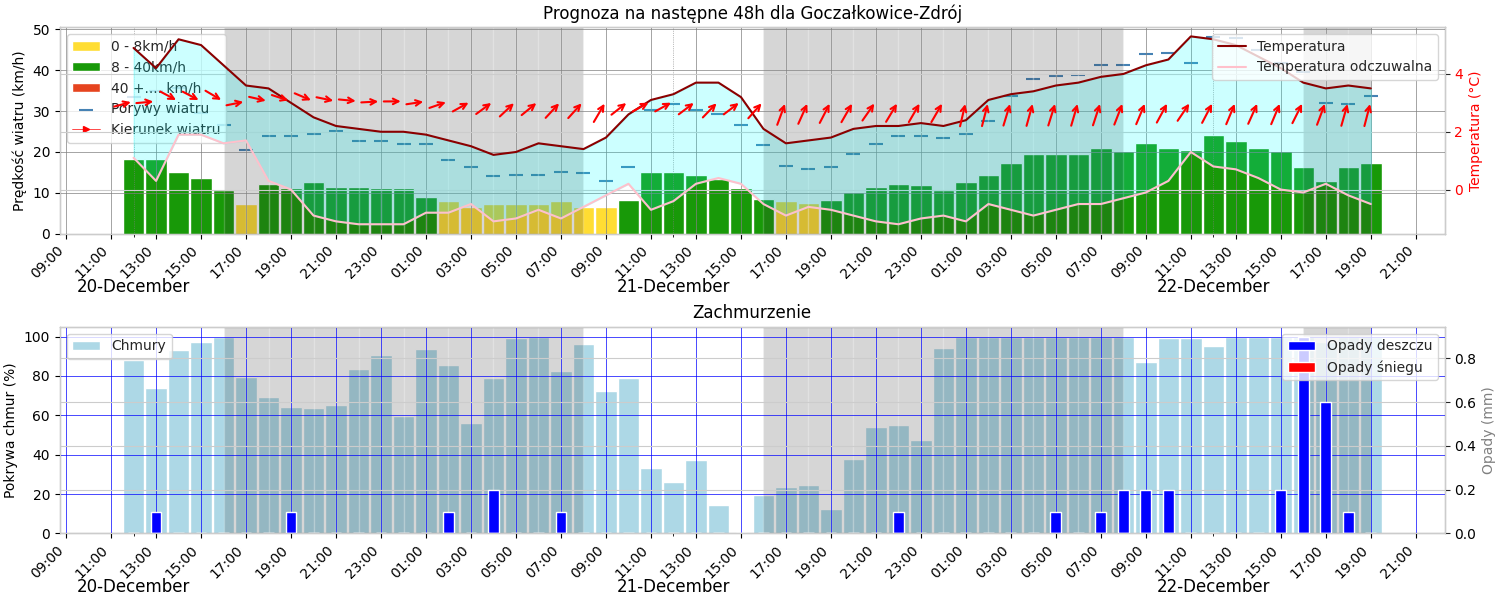 Prognoza na następne 48h dla Goczałkowice-Zdrój
Prędkość wiatru (km/h)
50
40
30
20
10
0
0 - 8km/h
8 - 40km/h
40 +.... km/h
Porywy wiatru
Kierunek wiatru
Temperatura
Temperatura odczuwalna
4
2
0
Temperatura (°C)
09:00 11:00 13:00 15:00 17:00 19:00 21:00 23:00 01:00 03:00 05:00 07:00 09:00 11:00 13:00 15:00 17:00 19:00 21:00 23:00 01:00 03:00 05:00 07:00 09:00 11:00 13:00 15:00 17:00 19:00 21:00
20-December 21-December 22-December
Zachmurzenie
Pokrywa chmur (%)
100
80
60
40
20
0
Chmury
Opady deszczu
Opady śniegu
0.8
0.6
0.4
0.2
0.0
Opady (mm)
09:00 11:00 13:00 15:00 17:00 19:00 21:00 23:00 01:00 03:00 05:00 07:00 09:00 11:00 13:00 15:00 17:00 19:00 21:00 23:00 01:00 03:00 05:00 07:00 09:00 11:00 13:00 15:00 17:00 19:00 21:00
20-December 21-December 22-December